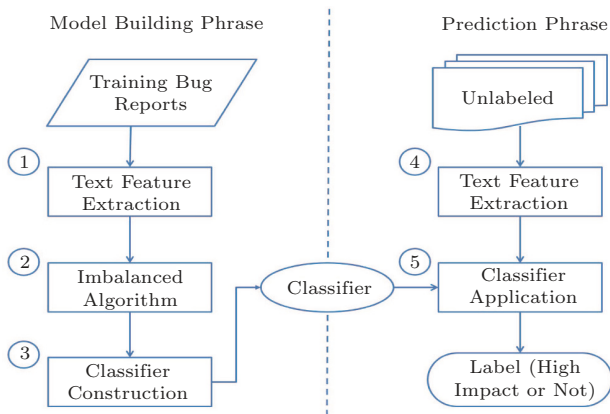 Model Building Phrase
Training Bug
Reports
1
Text Feature
Extraction
2
Imbalanced
Algorithm
3
Classifier
Construction
Classifier
Prediction Phrase
Unlabeled
4
Text Feature
Extraction
5
Classifier
Application
Label (High
Impact or Not)